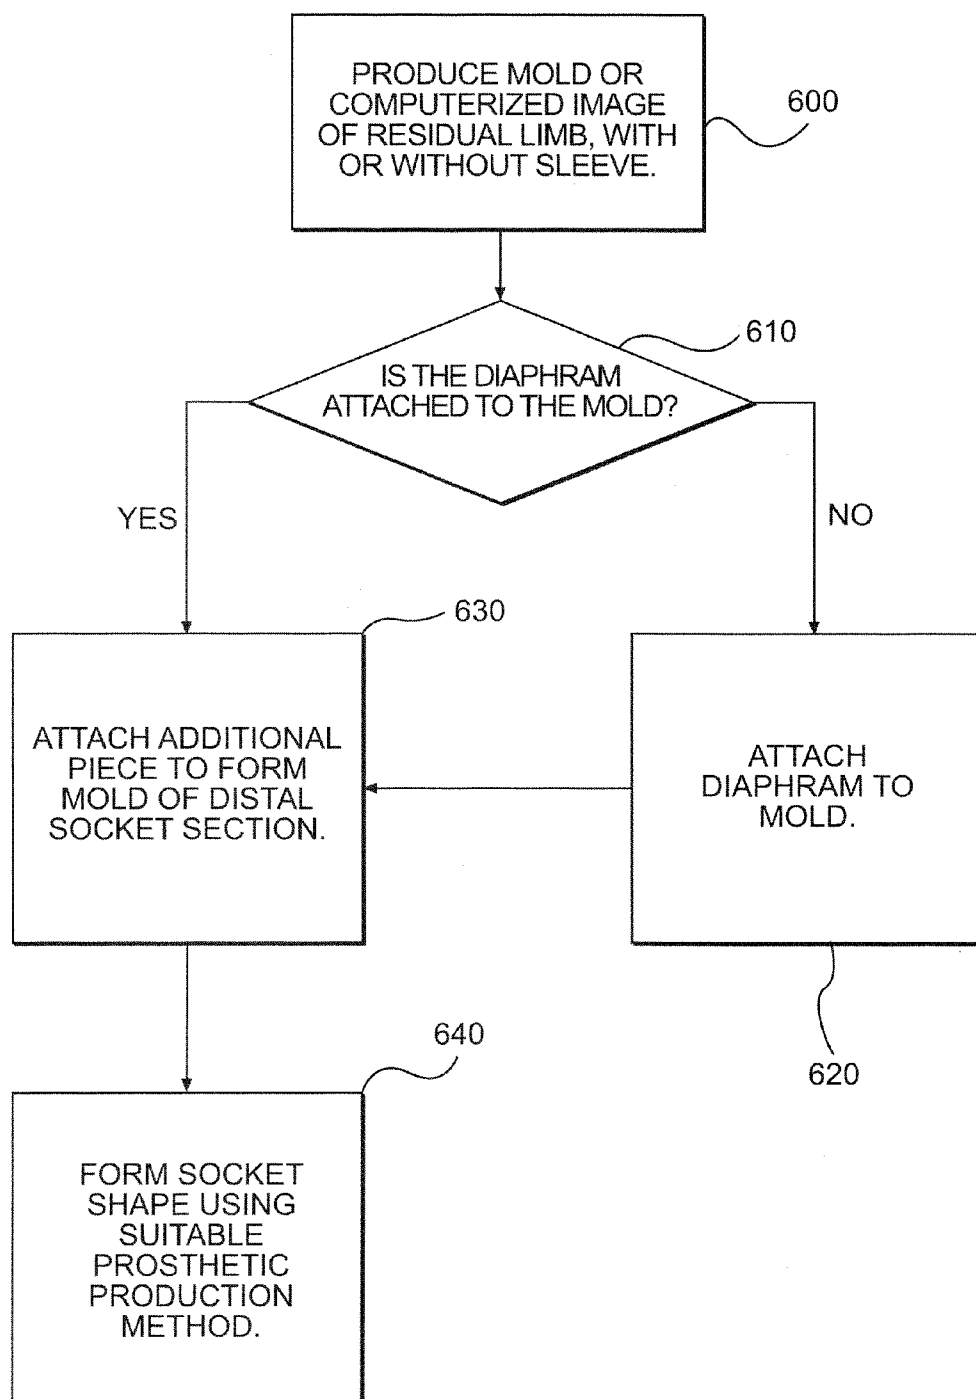 PRODUCE MOLD OR
COMPUTERIZED IMAGE
OF RESIDUAL LIMB, WITH
OR WITHOUT SLEEVE.
600
610
IS THE DIAPHRAM
ATTACHED TO THE MOLD?
YES
NO
630
ATTACH ADDITIONAL
PIECE TO FORM
MOLD OF DISTAL
SOCKET SECTION.
ATTACH
DIAPHRAM TO
MOLD.
620
640
FORM SOCKET
SHAPE USING
SUITABLE
PROSTHETIC
PRODUCTION
METHOD.